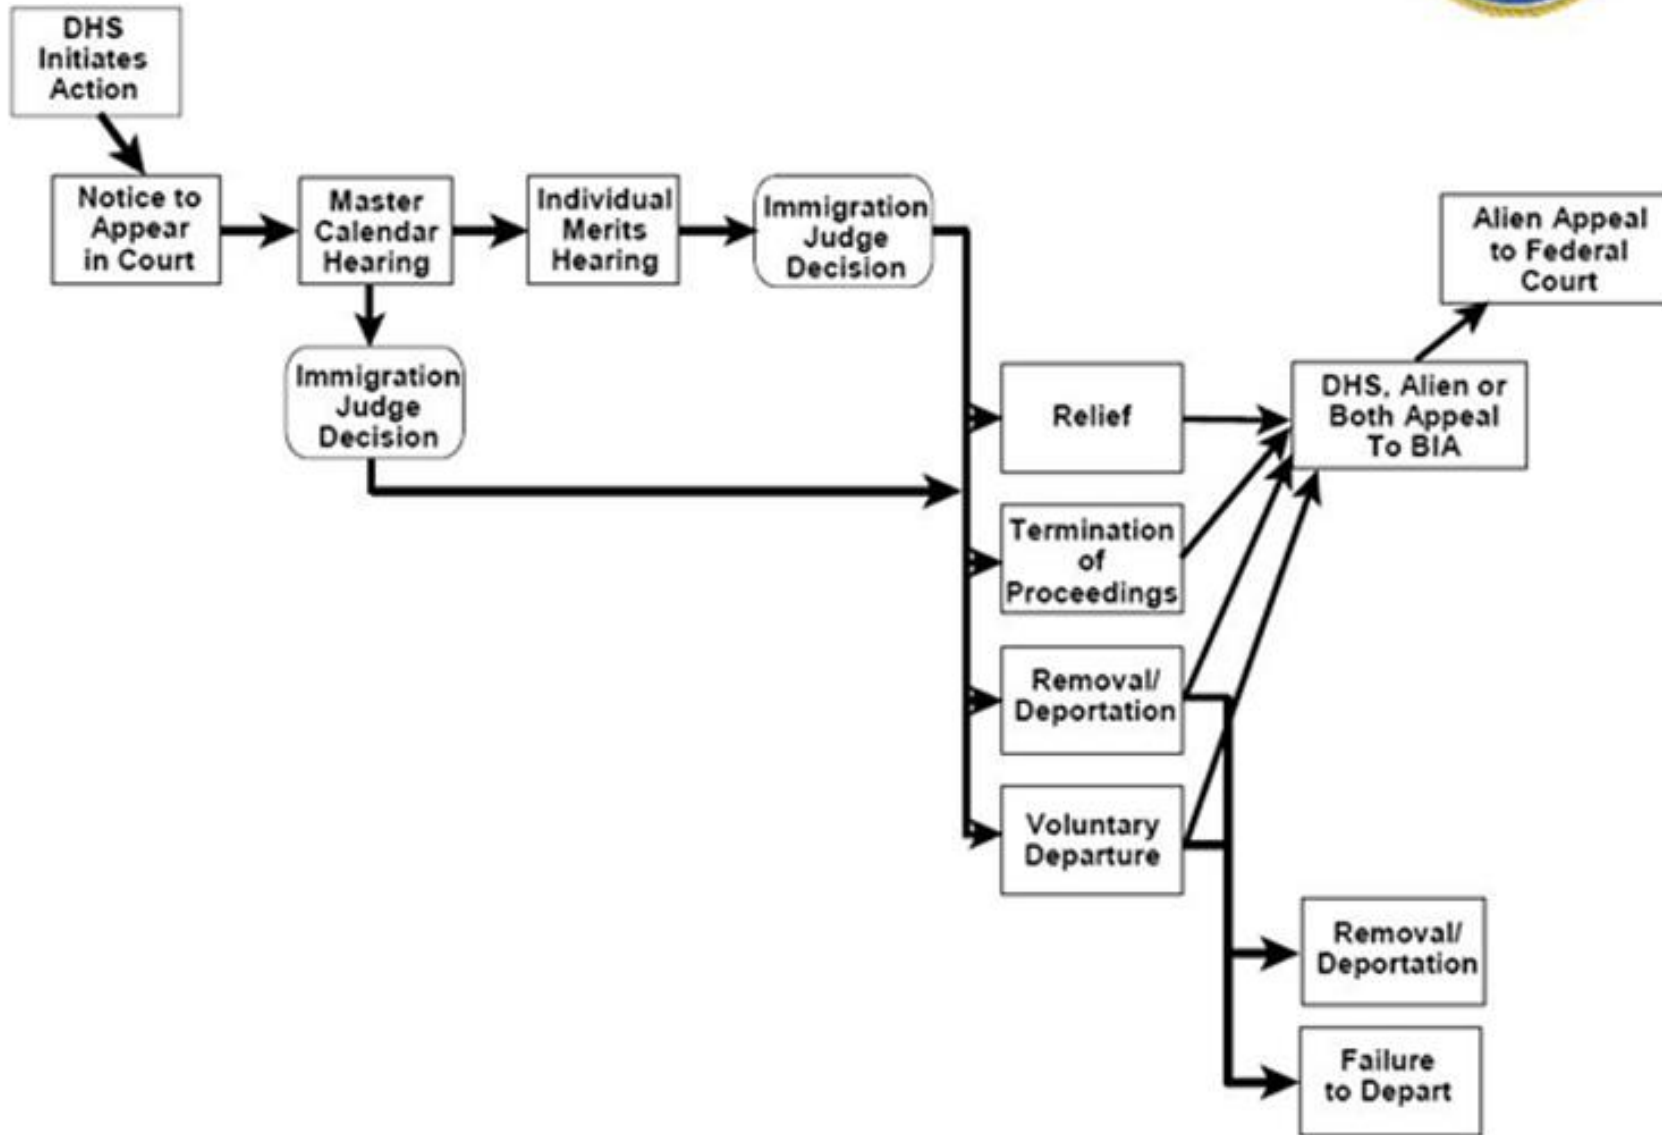 DHS
Initiates
Action
Notice to
Appear
in Court
Master
Calendar
Hearing
Individual
Merits
Hearing
Immigration
Judge
Decision
Immigration
Judge
Decision
Alien Appeal
to Federal
Court
Relief
DHS, Alien or
Both Appeal
To BIA
Termination
of
Proceedings
Removal/
Deportation
Voluntary
Departure
Removal/
Deportation
Failure
to Depart